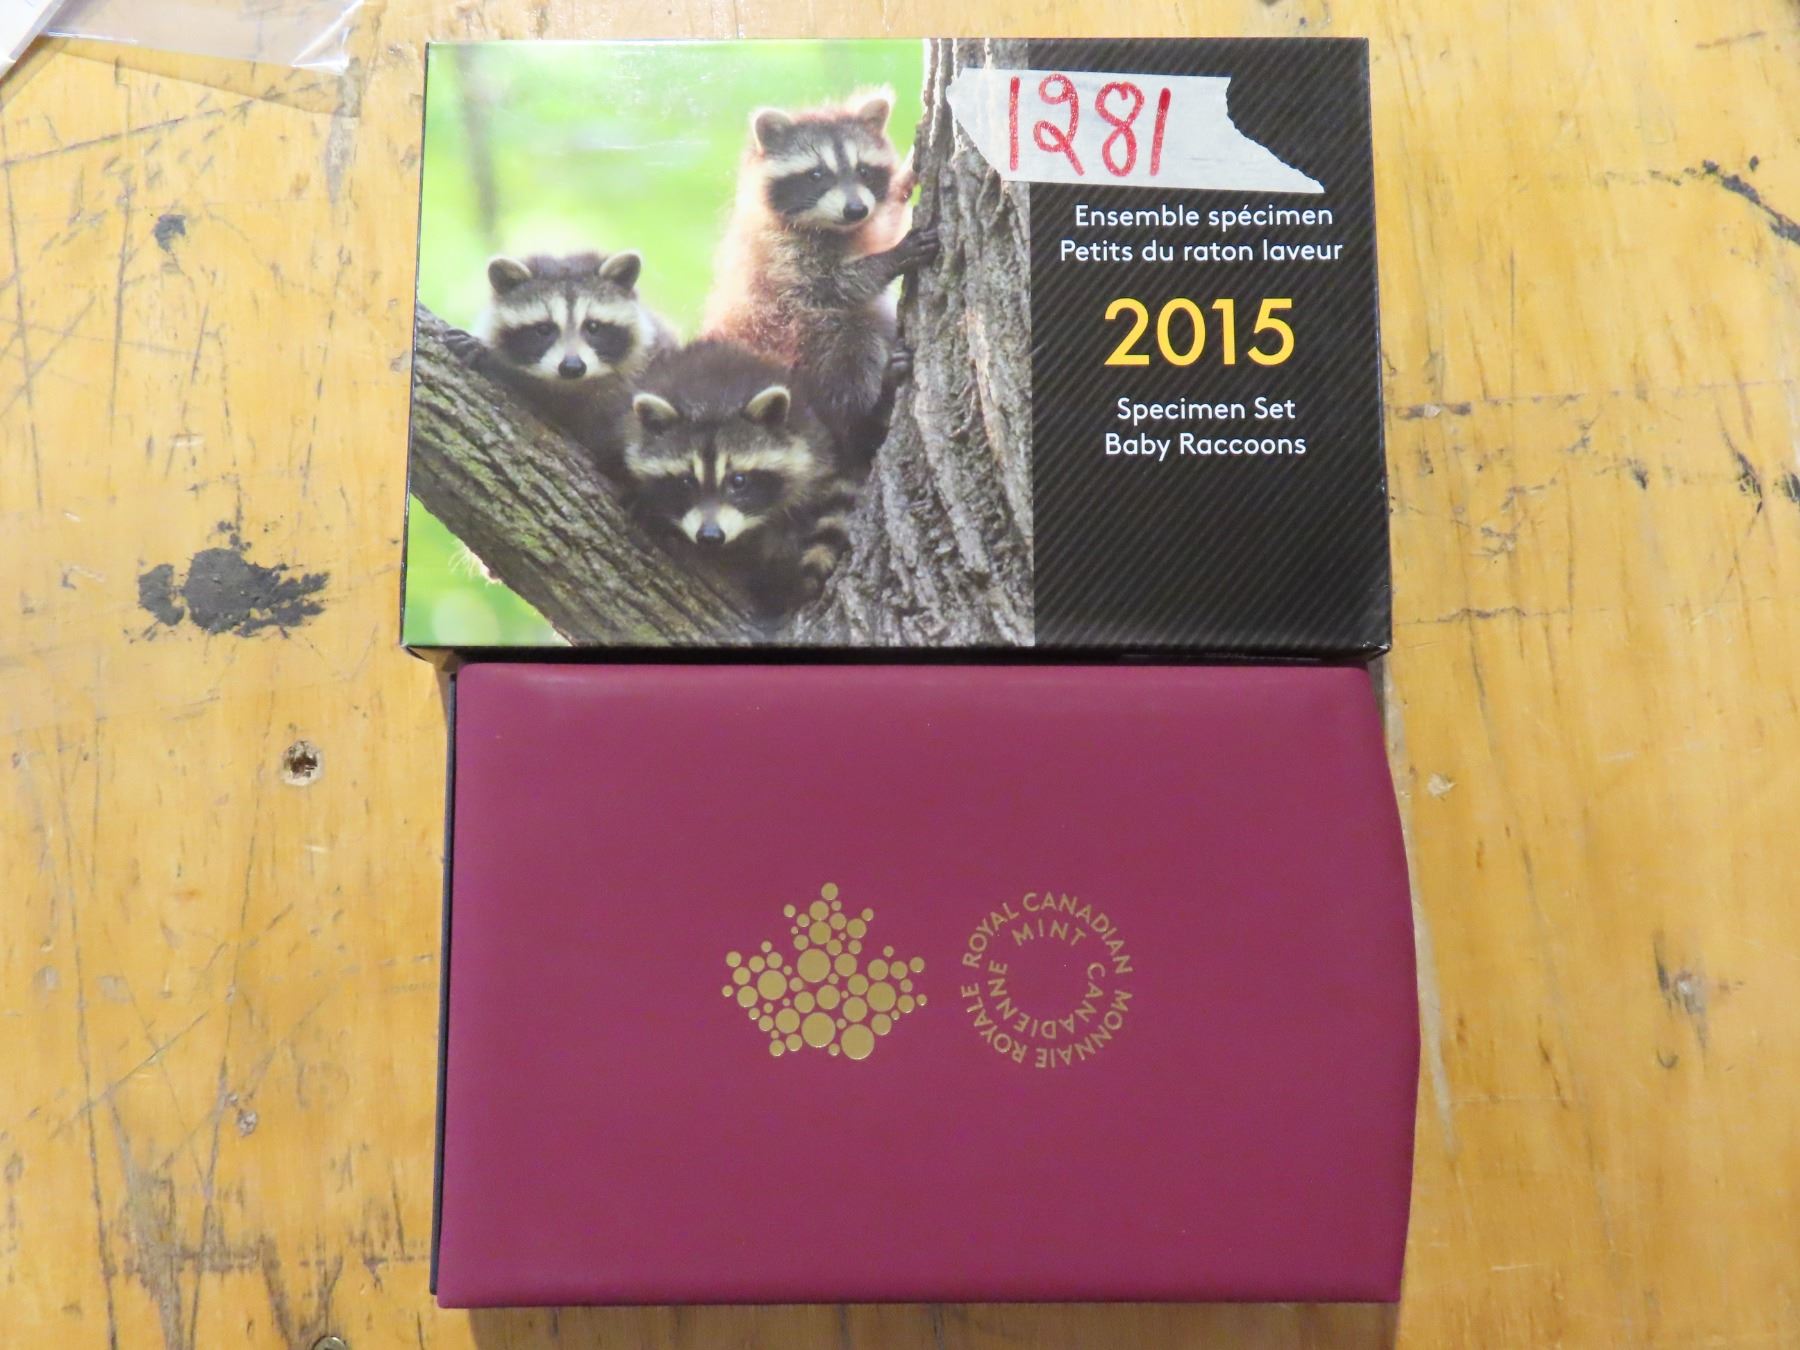 1281
Ensemble spécimen
Petits du raton laveur
2015
Specimen Set
Baby Raccoons
ROYAL CANADIAN MINT
MONNAIE ROYALE CANADIENNE